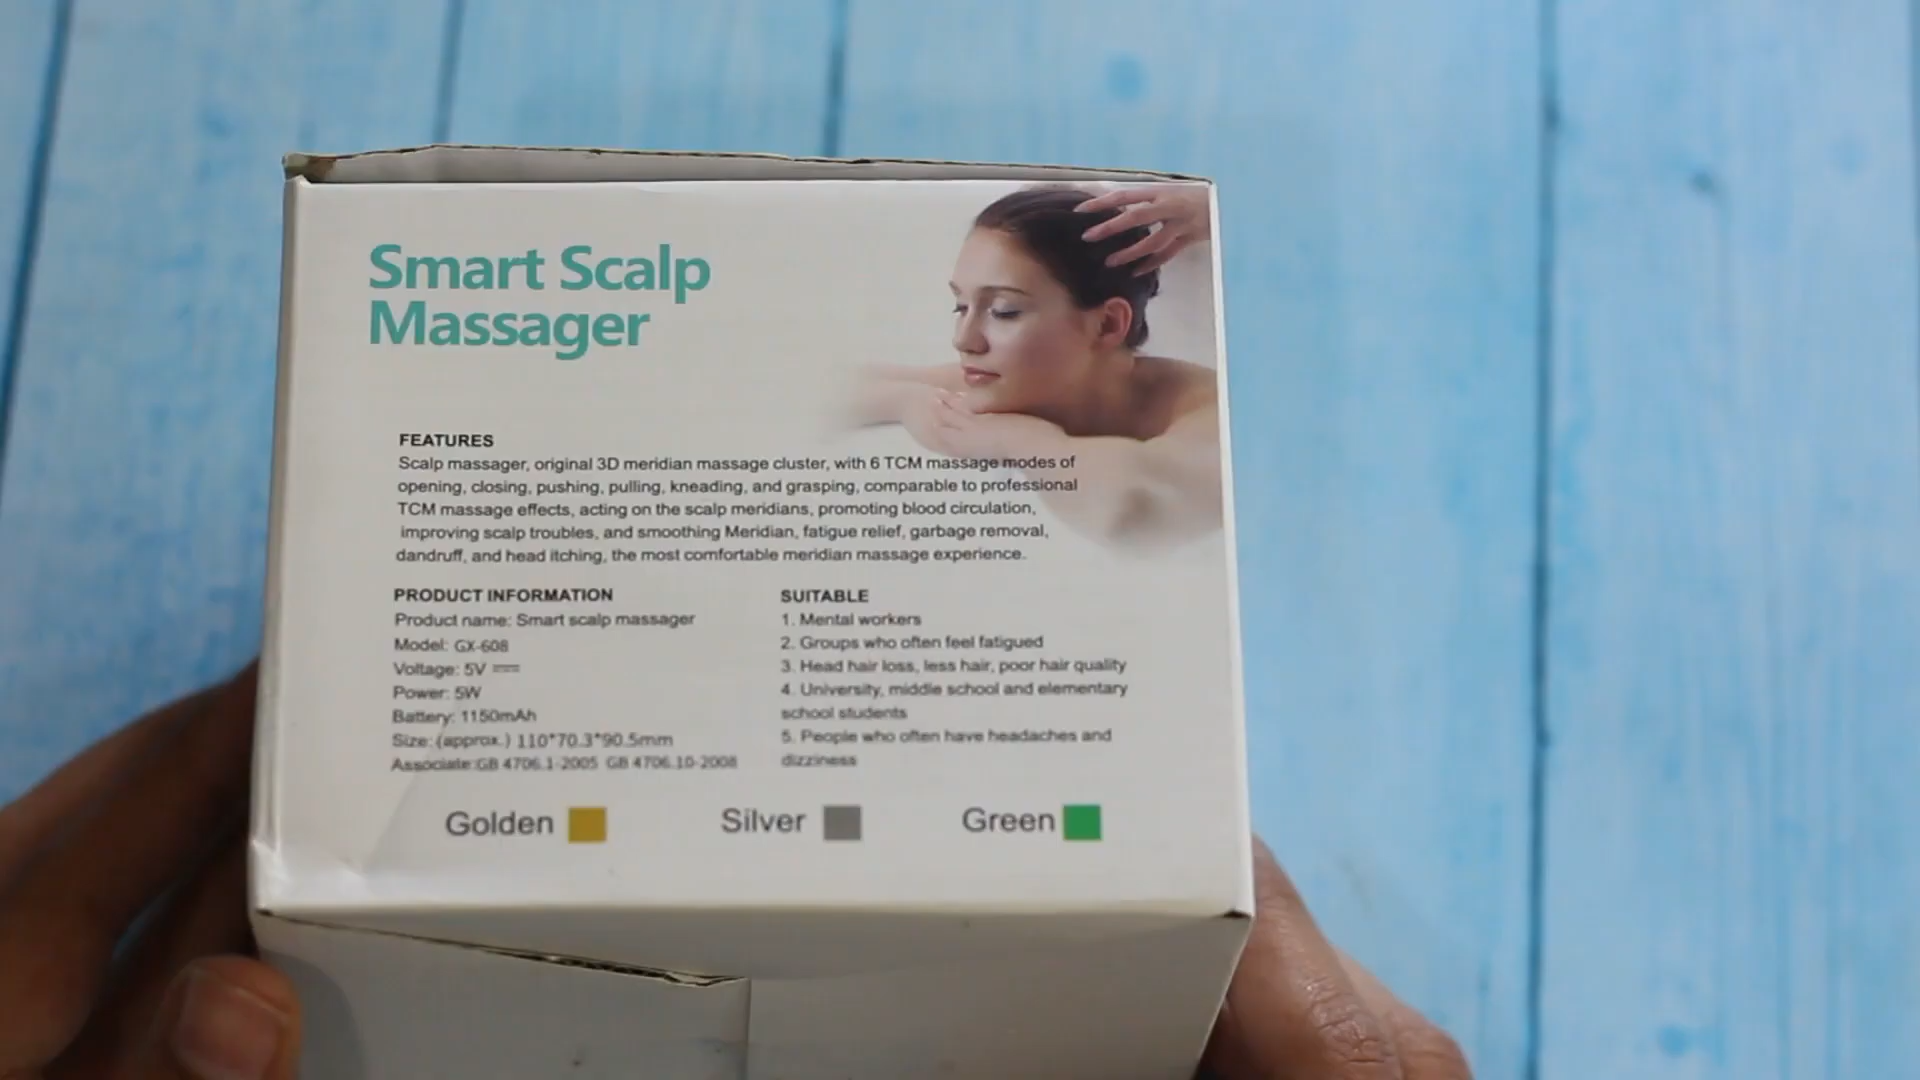 Smart Scalp
Massager
FEATURES
Scalp massager, original 3D meridian massage cluster, with 6 TCM massage modes of
opening, closing, pushing, pulling, kneading, and grasping, comparable to professional
TCM massage effects, acting on the scalp meridians, promoting blood circulation,
improving scalp troubles, and smoothing Meridian, fatigue relief, garbage removal,
dandruff, and head itching, the most comfortable meridian massage experience.
PRODUCT INFORMATION
Product name: Smart scalp massager
Model: GX-608
Voltage: 5V ⎓
Power: 5W
Battery: 1150mAh
Size: (approx.) 110*70.3*90.5mm
Associate:GB 4706.1-2005 GB 4706.10-2008
SUITABLE
1. Mental workers
2. Groups who often feel fatigued
3. Head hair loss, less hair, poor hair quality
4. University, middle school and elementary
school students
5. People who often have headaches and
dizziness
Golden
Silver
Green